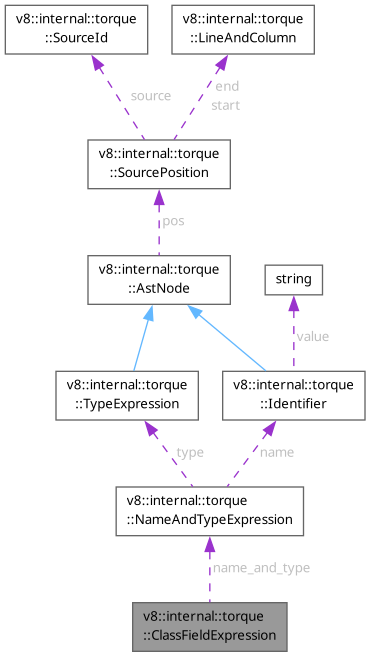 v8::internal::torque
::SourceId
v8::internal::torque
::LineAndColumn
source
end
start
v8::internal::torque
::SourcePosition
pos
v8::internal::torque
::AstNode
string
value
v8::internal::torque
::TypeExpression
v8::internal::torque
::Identifier
type
name
v8::internal::torque
::NameAndTypeExpression
name_and_type
v8::internal::torque
::ClassFieldExpression